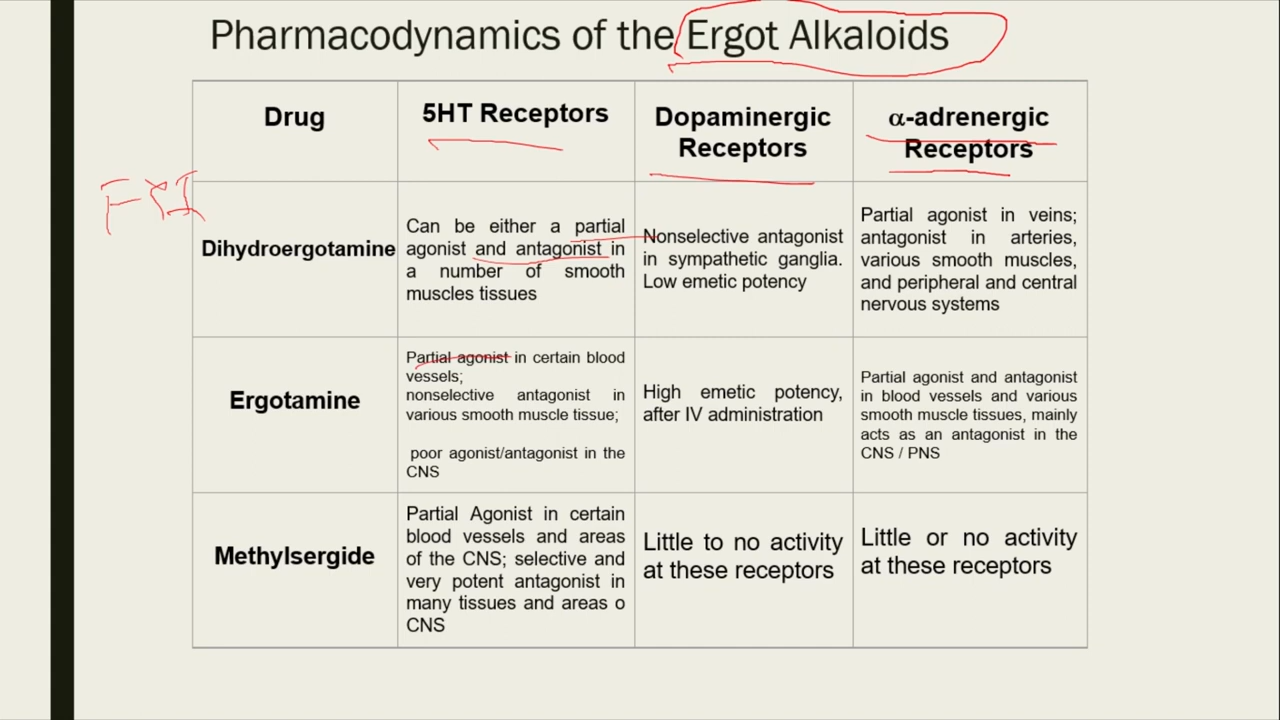 Pharmacodynamics of the Ergot Alkaloids
Drug
5HT Receptors
Dopaminergic
Receptors
α-adrenergic
Receptors
FYI
Dihydroergotamine
Can be either a partial
agonist and antagonist in
a number of smooth
muscles tissues
Nonselective antagonist
in sympathetic ganglia.
Low emetic potency
Partial agonist in veins;
antagonist in arteries,
various smooth muscles,
and peripheral and central
nervous systems
Ergotamine
Partial agonist in certain blood
vessels;
nonselective antagonist in
various smooth muscle tissue;
poor agonist/antagonist in the
CNS
High emetic potency,
after IV administration
Partial agonist and antagonist
in blood vessels and various
smooth muscle tissues, mainly
acts as an antagonist in the
CNS / PNS
Methylsergide
Partial Agonist in certain
blood vessels and areas
of the CNS; selective and
very potent antagonist in
many tissues and areas o
CNS
Little to no activity
at these receptors
Little or no activity
at these receptors